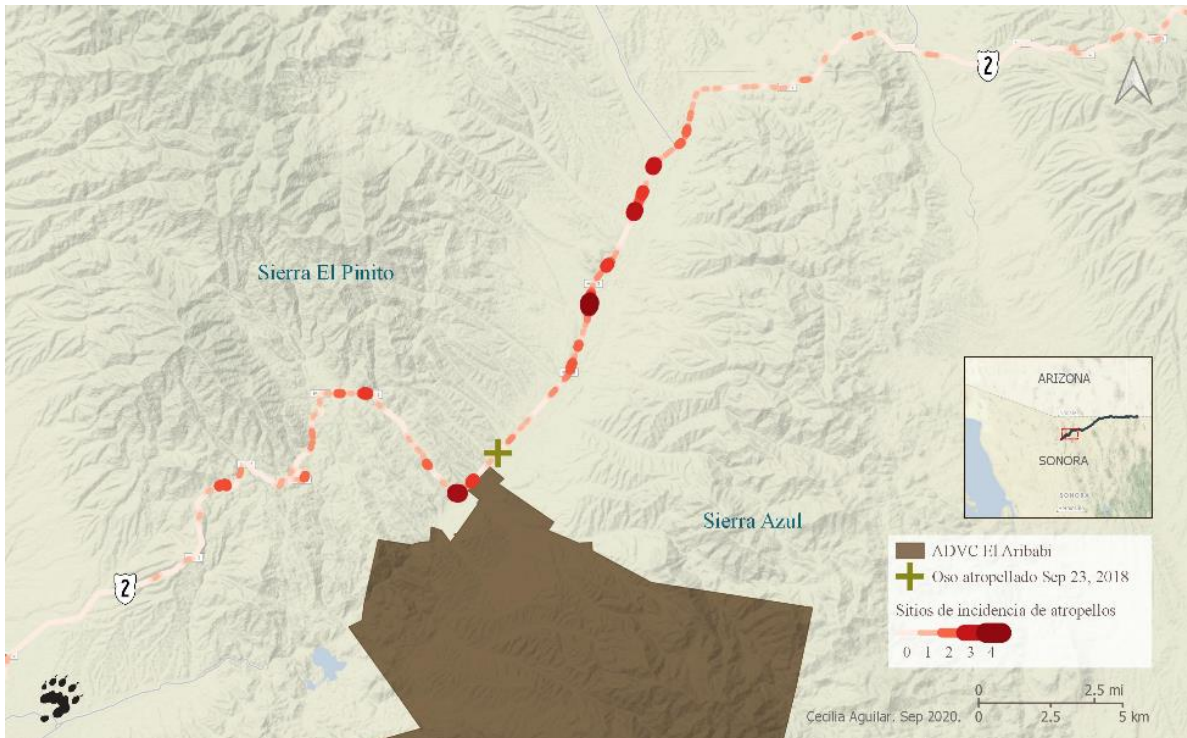 2
Sierra El Pinito
ARIZONA
SONORA
SONORA
Sierra Azul
ADVC El Aribabi
Oso atropellado Sep 23, 2018
2
Sitios de incidencia de atropellos
0 1 2 3 4
0 2.5 mi
Cecilia Aguilar. Sep 2020. 0 2.5 5 km